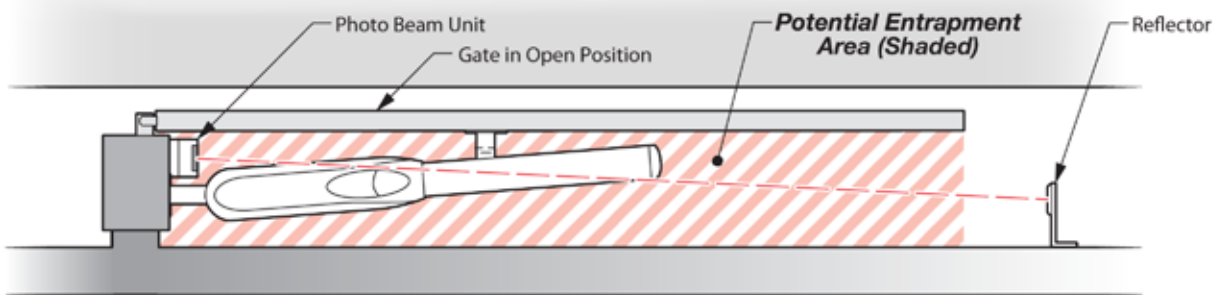 Photo Beam Unit
Gate in Open Position
Potential Entrapment
Area (Shaded)
Reflector